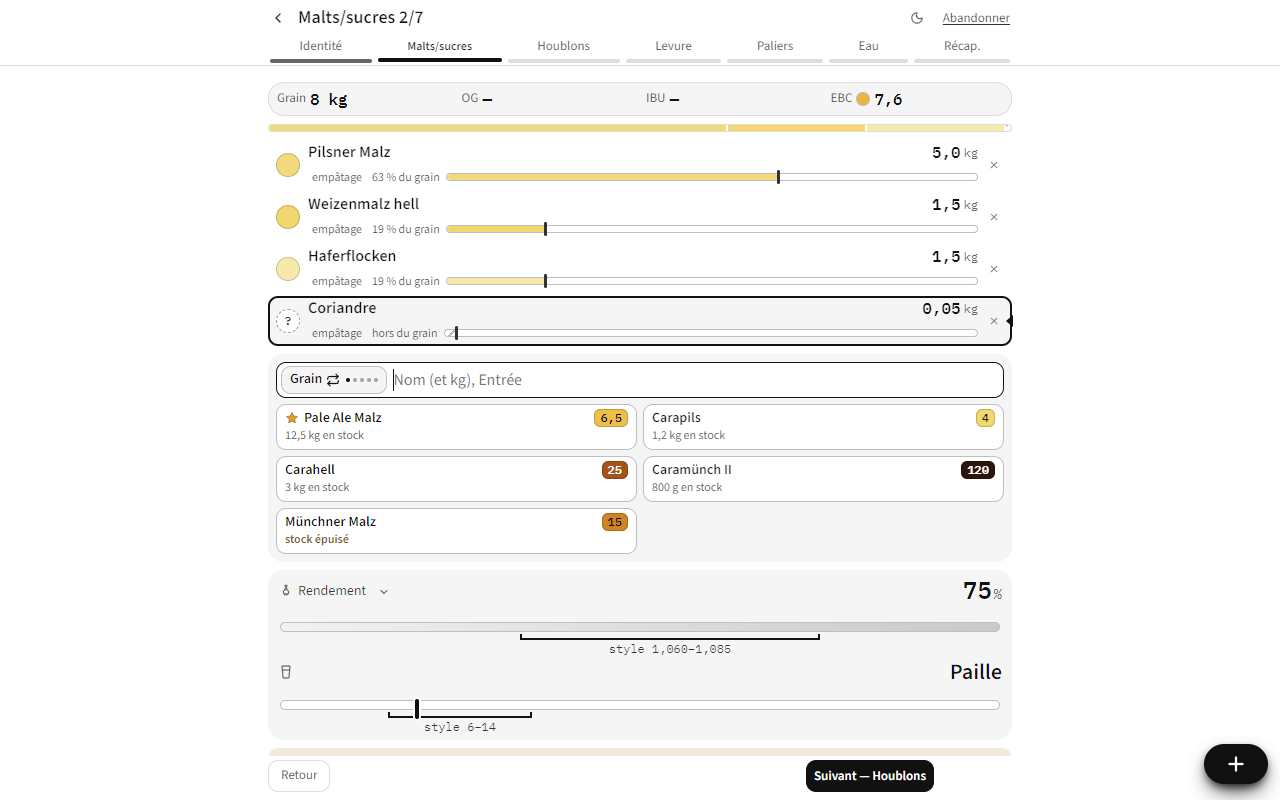 Malts/sucres 2/7
Abandonner
Identité Malts/sucres Houblons Levure Paliers Eau Récap.
Grain 8 kg OG — IBU — EBC 7,6
Pilsner Malz 5,0 kg
empâtage 63 % du grain
Weizenmalz hell 1,5 kg
empâtage 19 % du grain
Haferflocken 1,5 kg
empâtage 19 % du grain
? Coriandre 0,05 kg
empâtage hors du grain
Grain Nom (et kg), Entrée
Pale Ale Malz 6,5
12,5 kg en stock
Carapils 4
1,2 kg en stock
Carahell 25
3 kg en stock
Caramünch II 120
800 g en stock
Münchner Malz 15
stock épuisé
Rendement 75 %
style 1,060–1,085
Paille
style 6–14
Retour
Suivant — Houblons